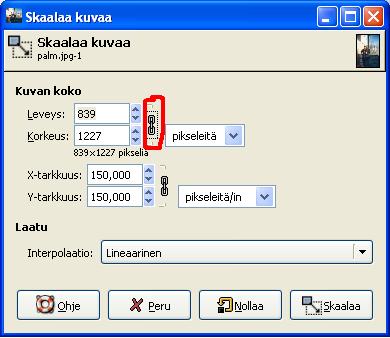 Skaalaa kuvaa
Skaalaa kuvaa
palm.jpg-1
Kuvan koko
Leveys: 839
Korkeus: 1227 pikseleitä
839×1227 pikseliä
X-tarkkuus: 150,000
Y-tarkkuus: 150,000 pikseleitä/in
Laatu
Interpolaatio: Lineaarinen
Ohje Peru Nollaa Skaalaa